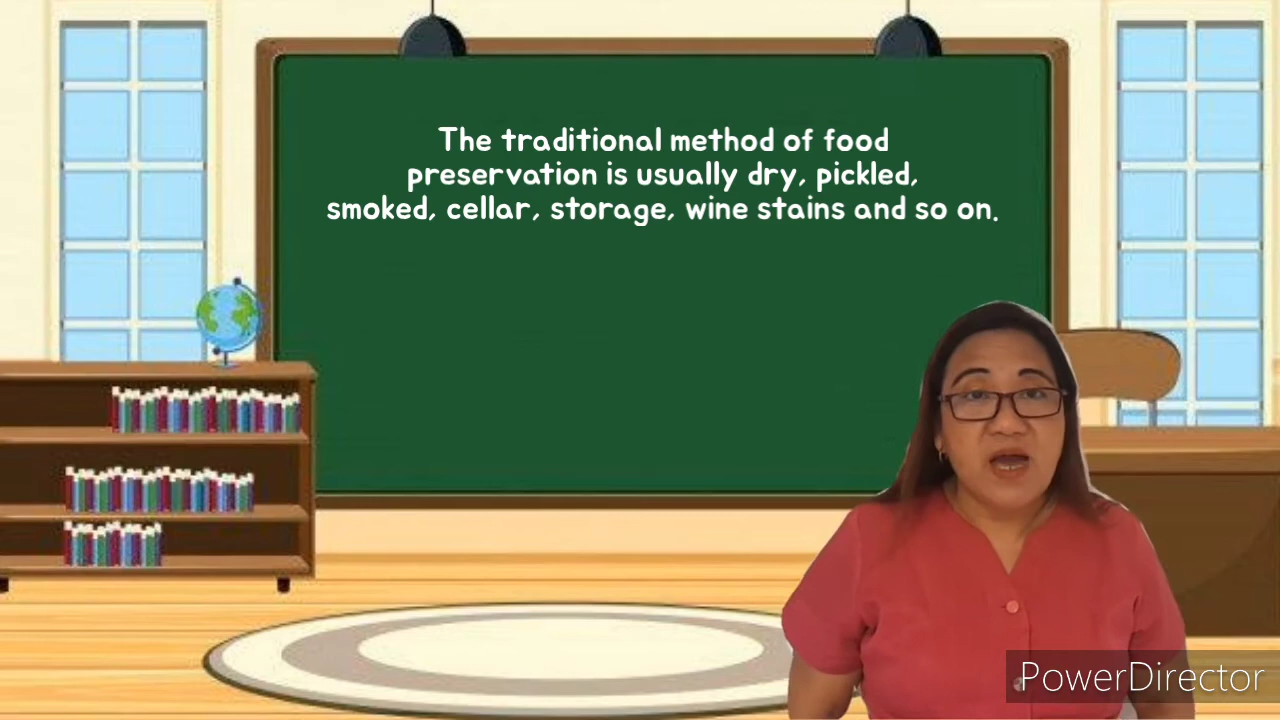 The traditional method of food
preservation is usually dry, pickled,
smoked, cellar, storage, wine stains and so on.
PowerDirector